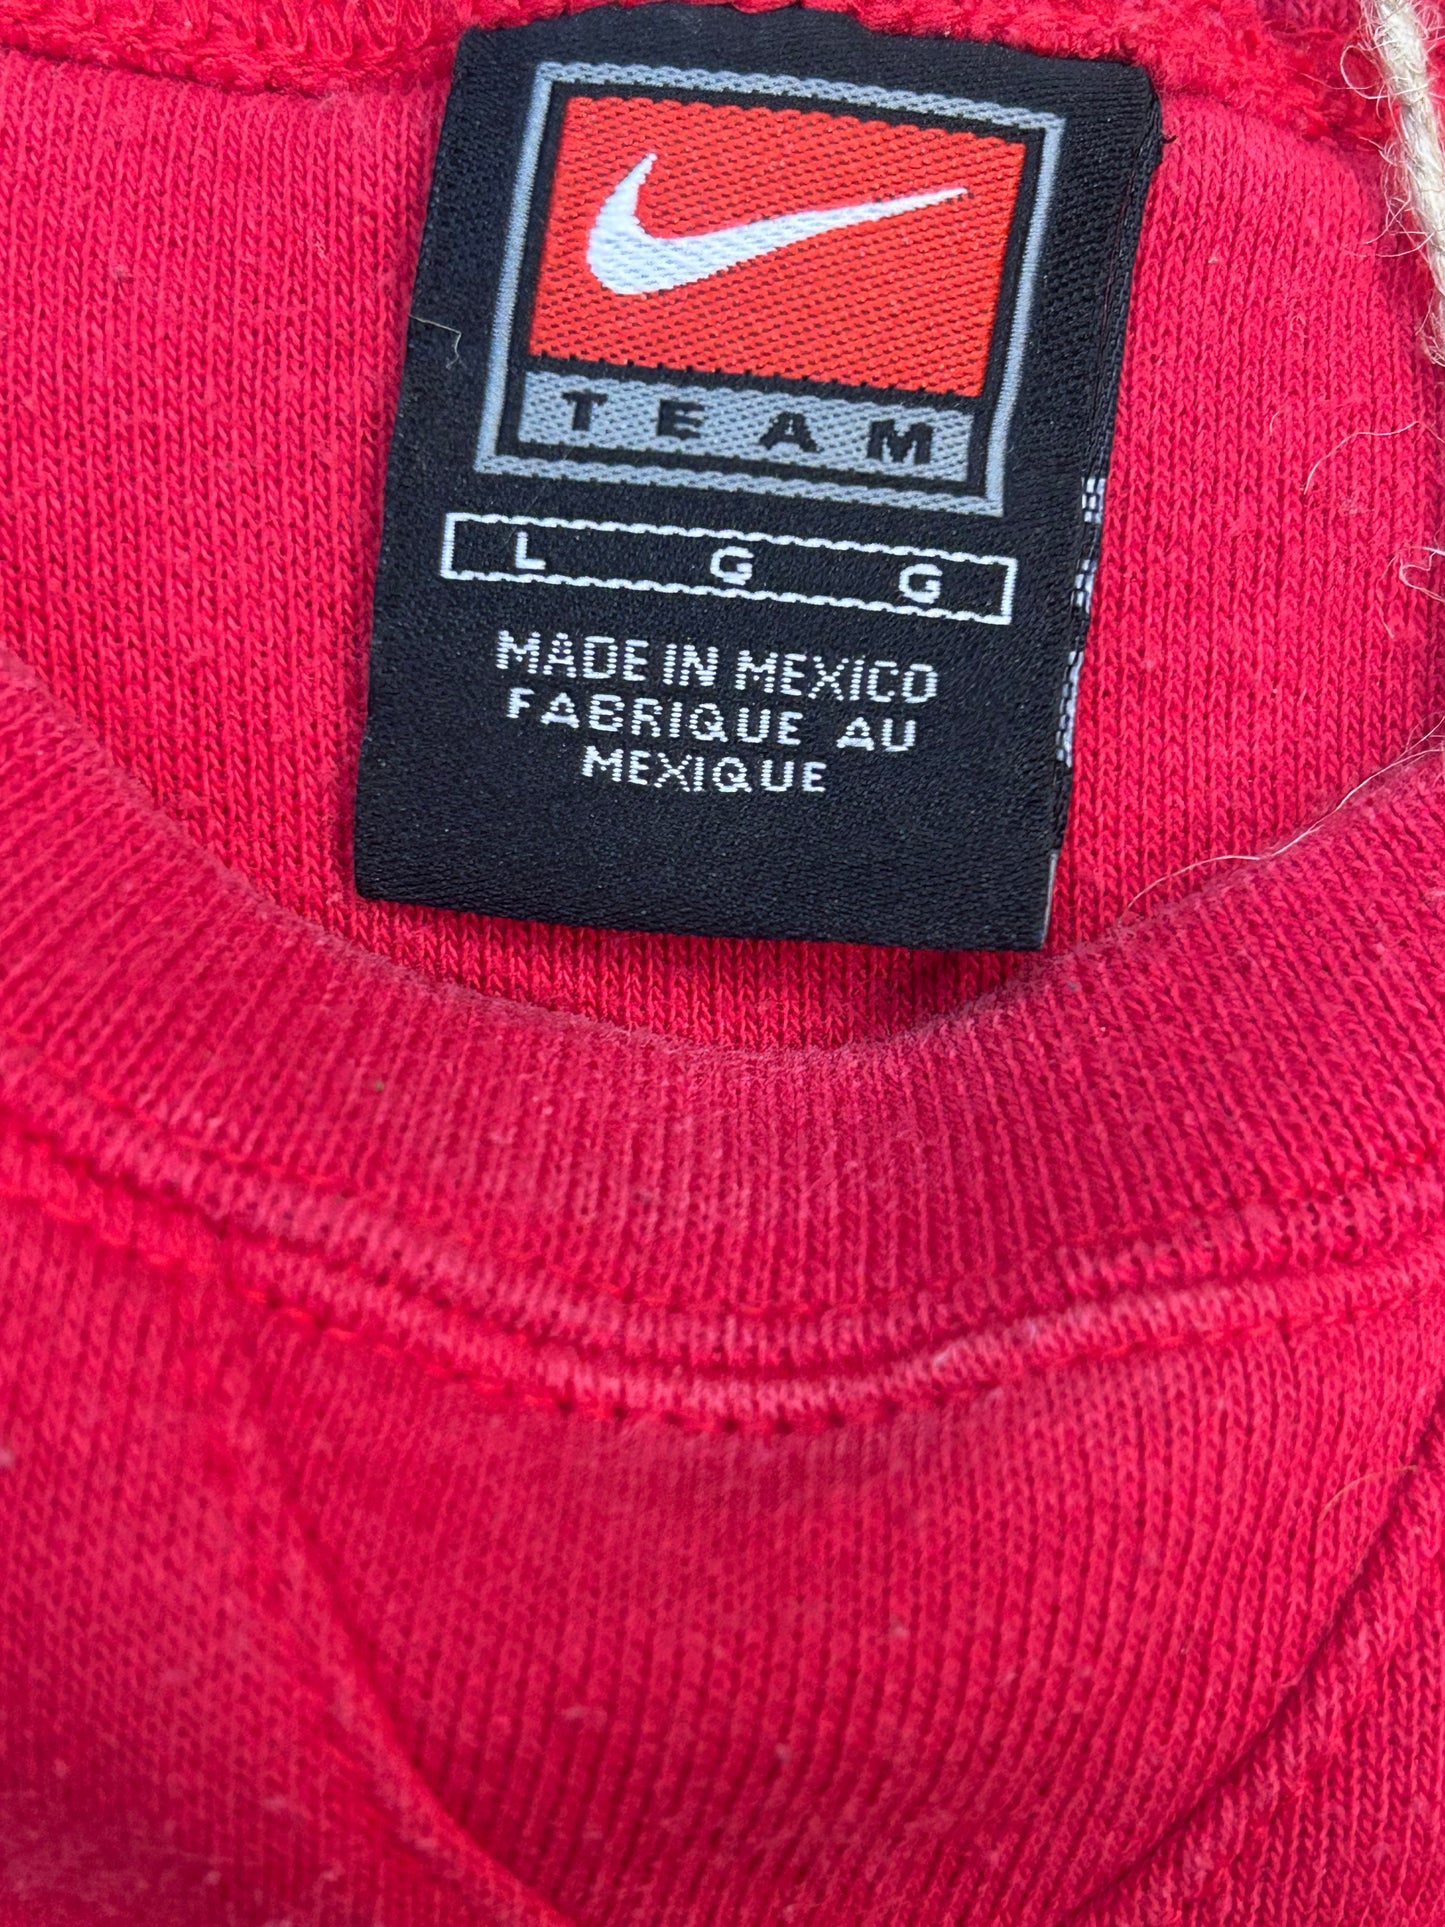 TEAM
L G G
MADE IN MEXICO
FABRIQUE AU
MEXIQUE